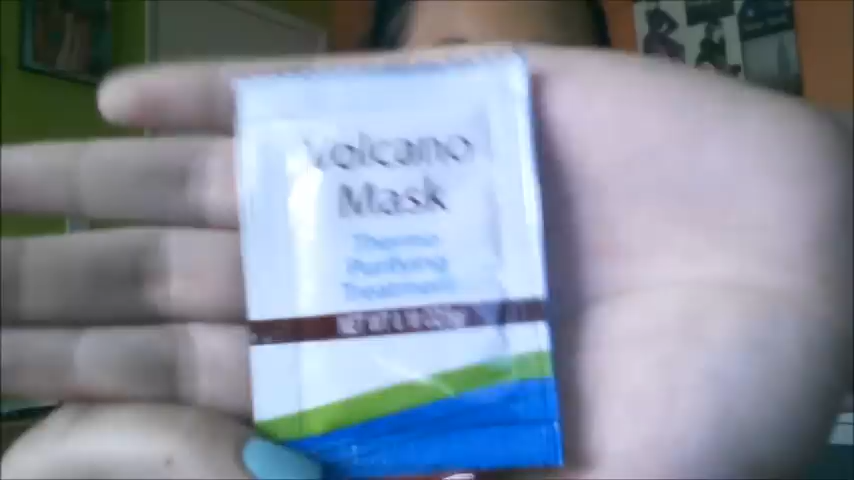 Volcano
Mask
Thermo
Purifying
Treatment